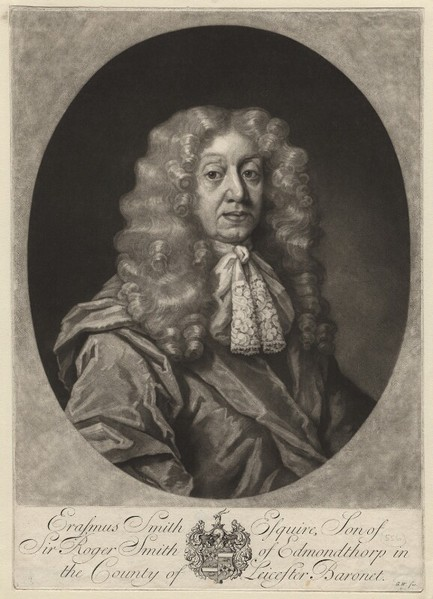 Eraſmus Smith Eſquire, Son of
Sir Roger Smith of Edmondthorp in
the County of Leiceſter Baronet.